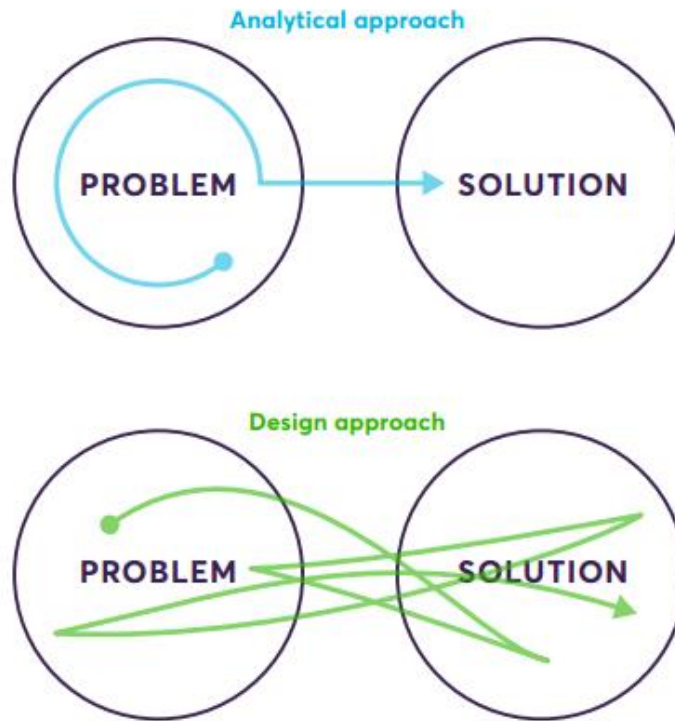 Analytical approach
PROBLEM
SOLUTION
Design approach
PROBLEM
SOLUTION